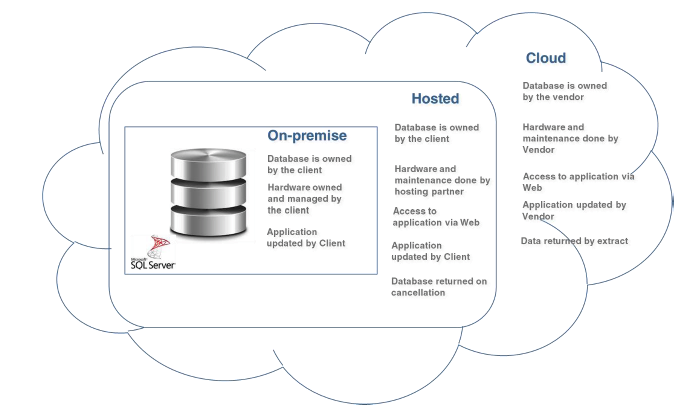 On-premise
Database is owned
by the client
Hardware owned
and managed by
the client
Application
updated by Client
Microsoft
SQL Server
Hosted
Database is owned
by the client
Hardware and
maintenance done by
hosting partner
Access to
application via Web
Application
updated by Client
Database returned on
cancellation
Cloud
Database is owned
by the vendor
Hardware and
maintenance done by
Vendor
Access to application via
Web
Application updated by
Vendor
Data returned by extract